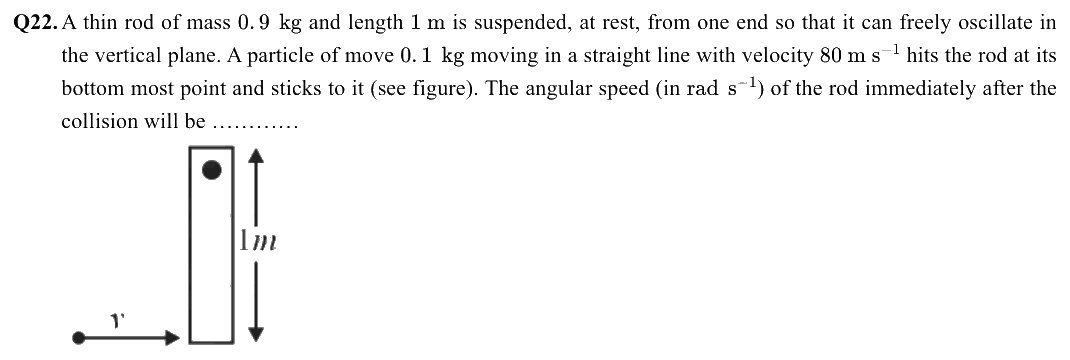 Q22. A thin rod of mass 0.9 kg and length 1 m is suspended, at rest, from one end so that it can freely oscillate in
the vertical plane. A particle of move 0.1 kg moving in a straight line with velocity 80 m s⁻¹ hits the rod at its
bottom most point and sticks to it (see figure). The angular speed (in rad s⁻¹) of the rod immediately after the
collision will be ............
1m
v